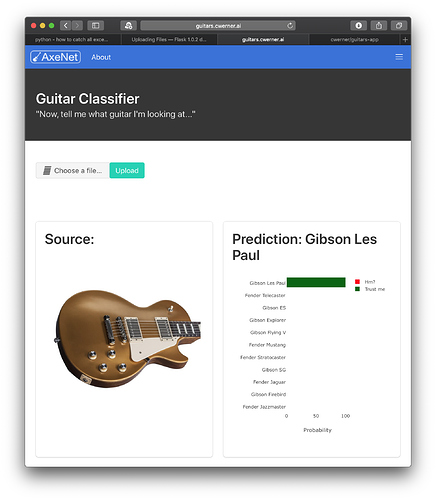 guitars.cwerner.ai
python - how to catch all exce...
Uploading Files — Flask 1.0.2 d...
guitars.cwerner.ai
cwerner/guitars-app
AxeNet
About
Guitar Classifier
"Now, tell me what guitar I'm looking at..."
Choose a file...
Upload
Source:
Prediction: Gibson Les
Paul
Gibson Les Paul
Fender Telecaster
Gibson ES
Gibson Explorer
Gibson Flying V
Fender Mustang
Fender Stratocaster
Gibson SG
Fender Jaguar
Gibson Firebird
Fender Jazzmaster
Hm?
Trust me
0 50 100
Probability